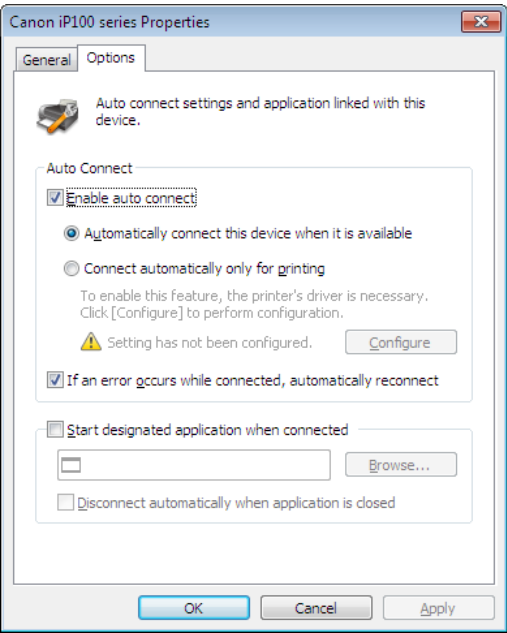 Canon iP100 series Properties
General
Options
Auto connect settings and application linked with this
device.
Auto Connect
Enable auto connect
Automatically connect this device when it is available
Connect automatically only for printing
To enable this feature, the printer's driver is necessary.
Click [Configure] to perform configuration.
Setting has not been configured.
Configure
If an error occurs while connected, automatically reconnect
Start designated application when connected
Browse...
Disconnect automatically when application is closed
OK
Cancel
Apply